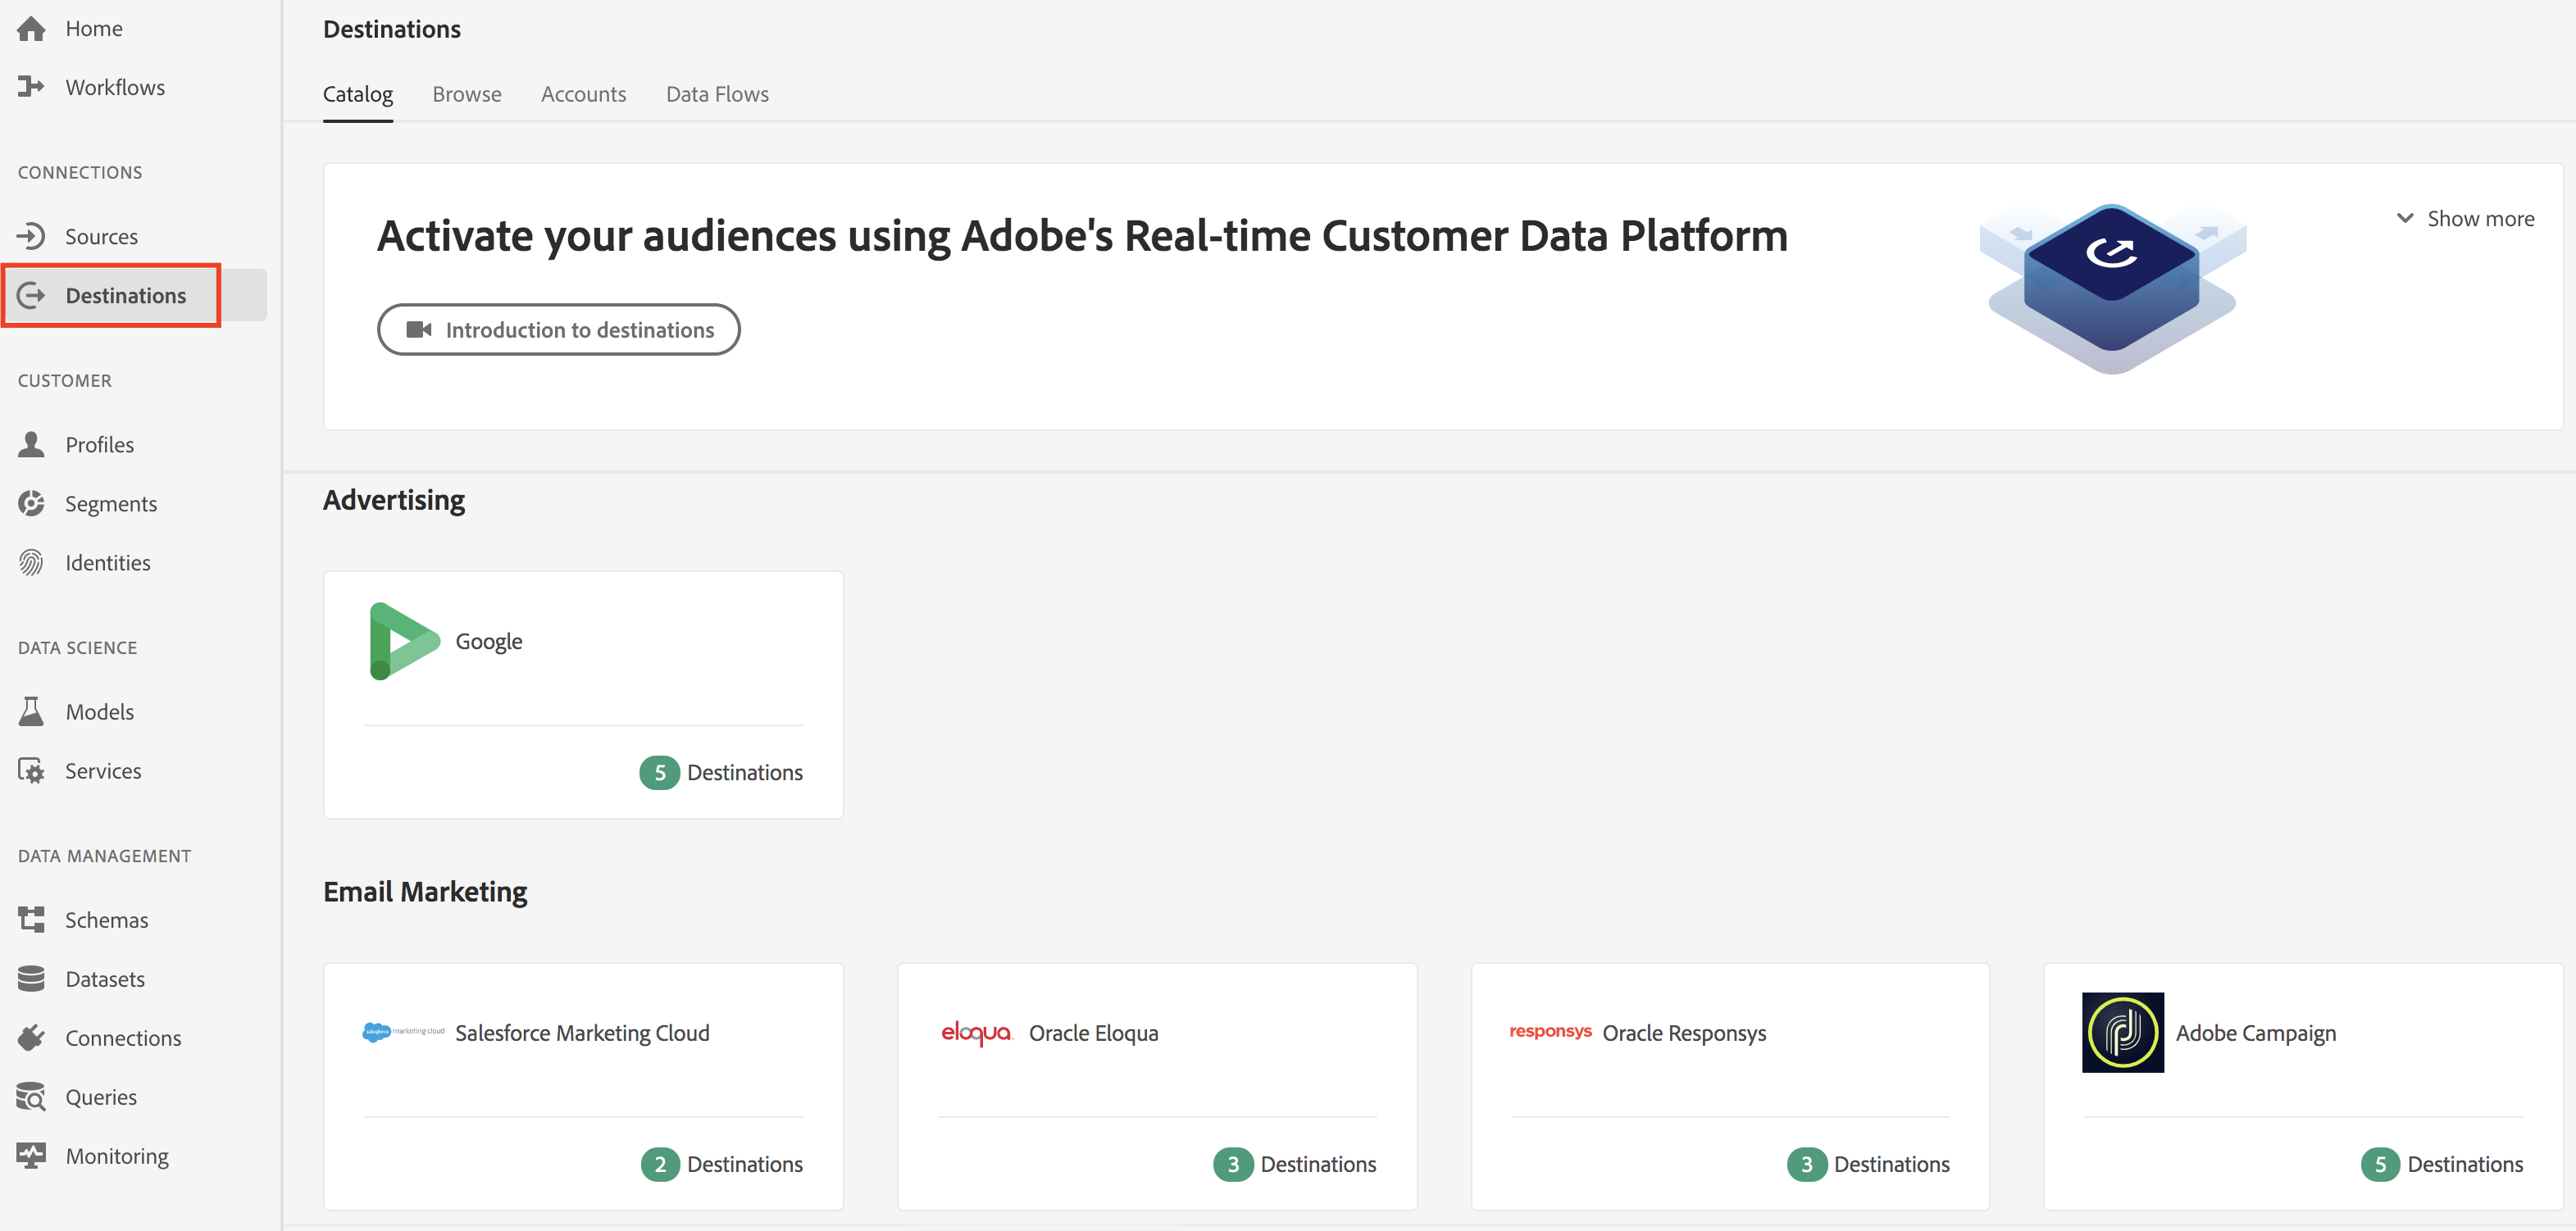 Home
Workflows
CONNECTIONS
Sources
Destinations
CUSTOMER
Profiles
Segments
Identities
DATA SCIENCE
Models
Services
DATA MANAGEMENT
Schemas
Datasets
Connections
Queries
Monitoring
Destinations
Catalog Browse Accounts Data Flows
Activate your audiences using Adobe's Real-time Customer Data Platform
Show more
Introduction to destinations
Advertising
Google
5 Destinations
Email Marketing
salesforce marketing cloud Salesforce Marketing Cloud
2 Destinations
eloqua Oracle Eloqua
3 Destinations
responsys Oracle Responsys
3 Destinations
Adobe Campaign
5 Destinations